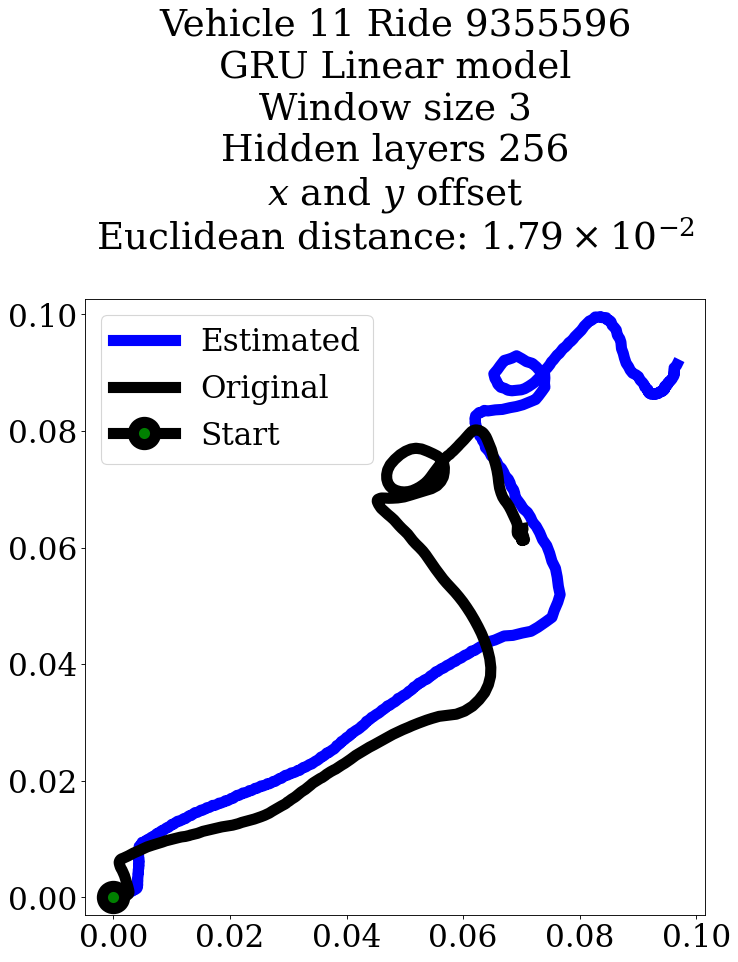 Vehicle 11 Ride 9355596
GRU Linear model
Window size 3
Hidden layers 256
x and y offset
Euclidean distance: 1.79 × 10⁻²
0.10
0.08
0.06
0.04
0.02
0.00
Estimated
Original
Start
0.00 0.02 0.04 0.06 0.08 0.10